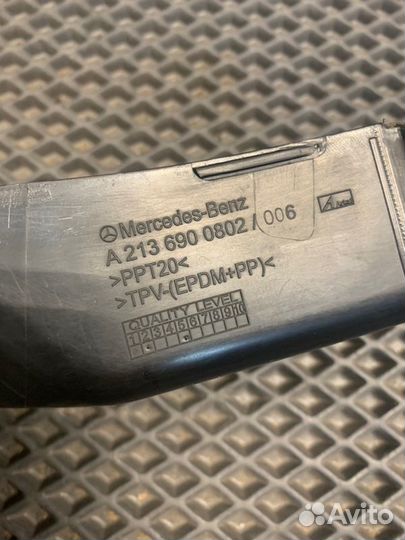 Mercedes-Benz
A 213 690 0802 / 006
>PPT20<
>TPV-(EPDM+PP)<
QUALITY LEVEL
1 2 3 4 5 6 7 8 9 10
Avito